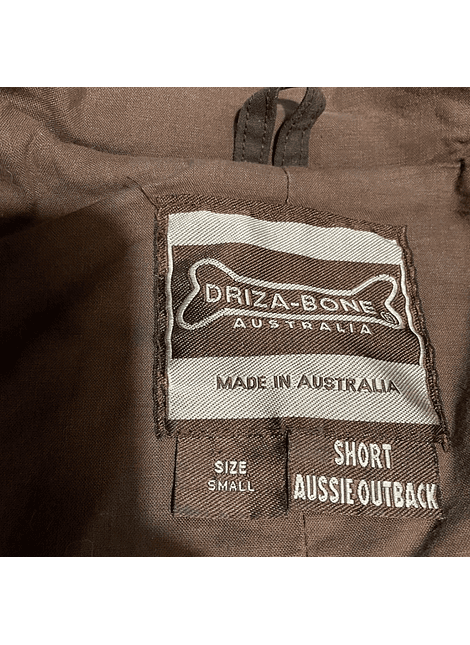 DRIZA-BONE®
AUSTRALIA
MADE IN AUSTRALIA
SIZE
SMALL
SHORT
AUSSIE OUTBACK